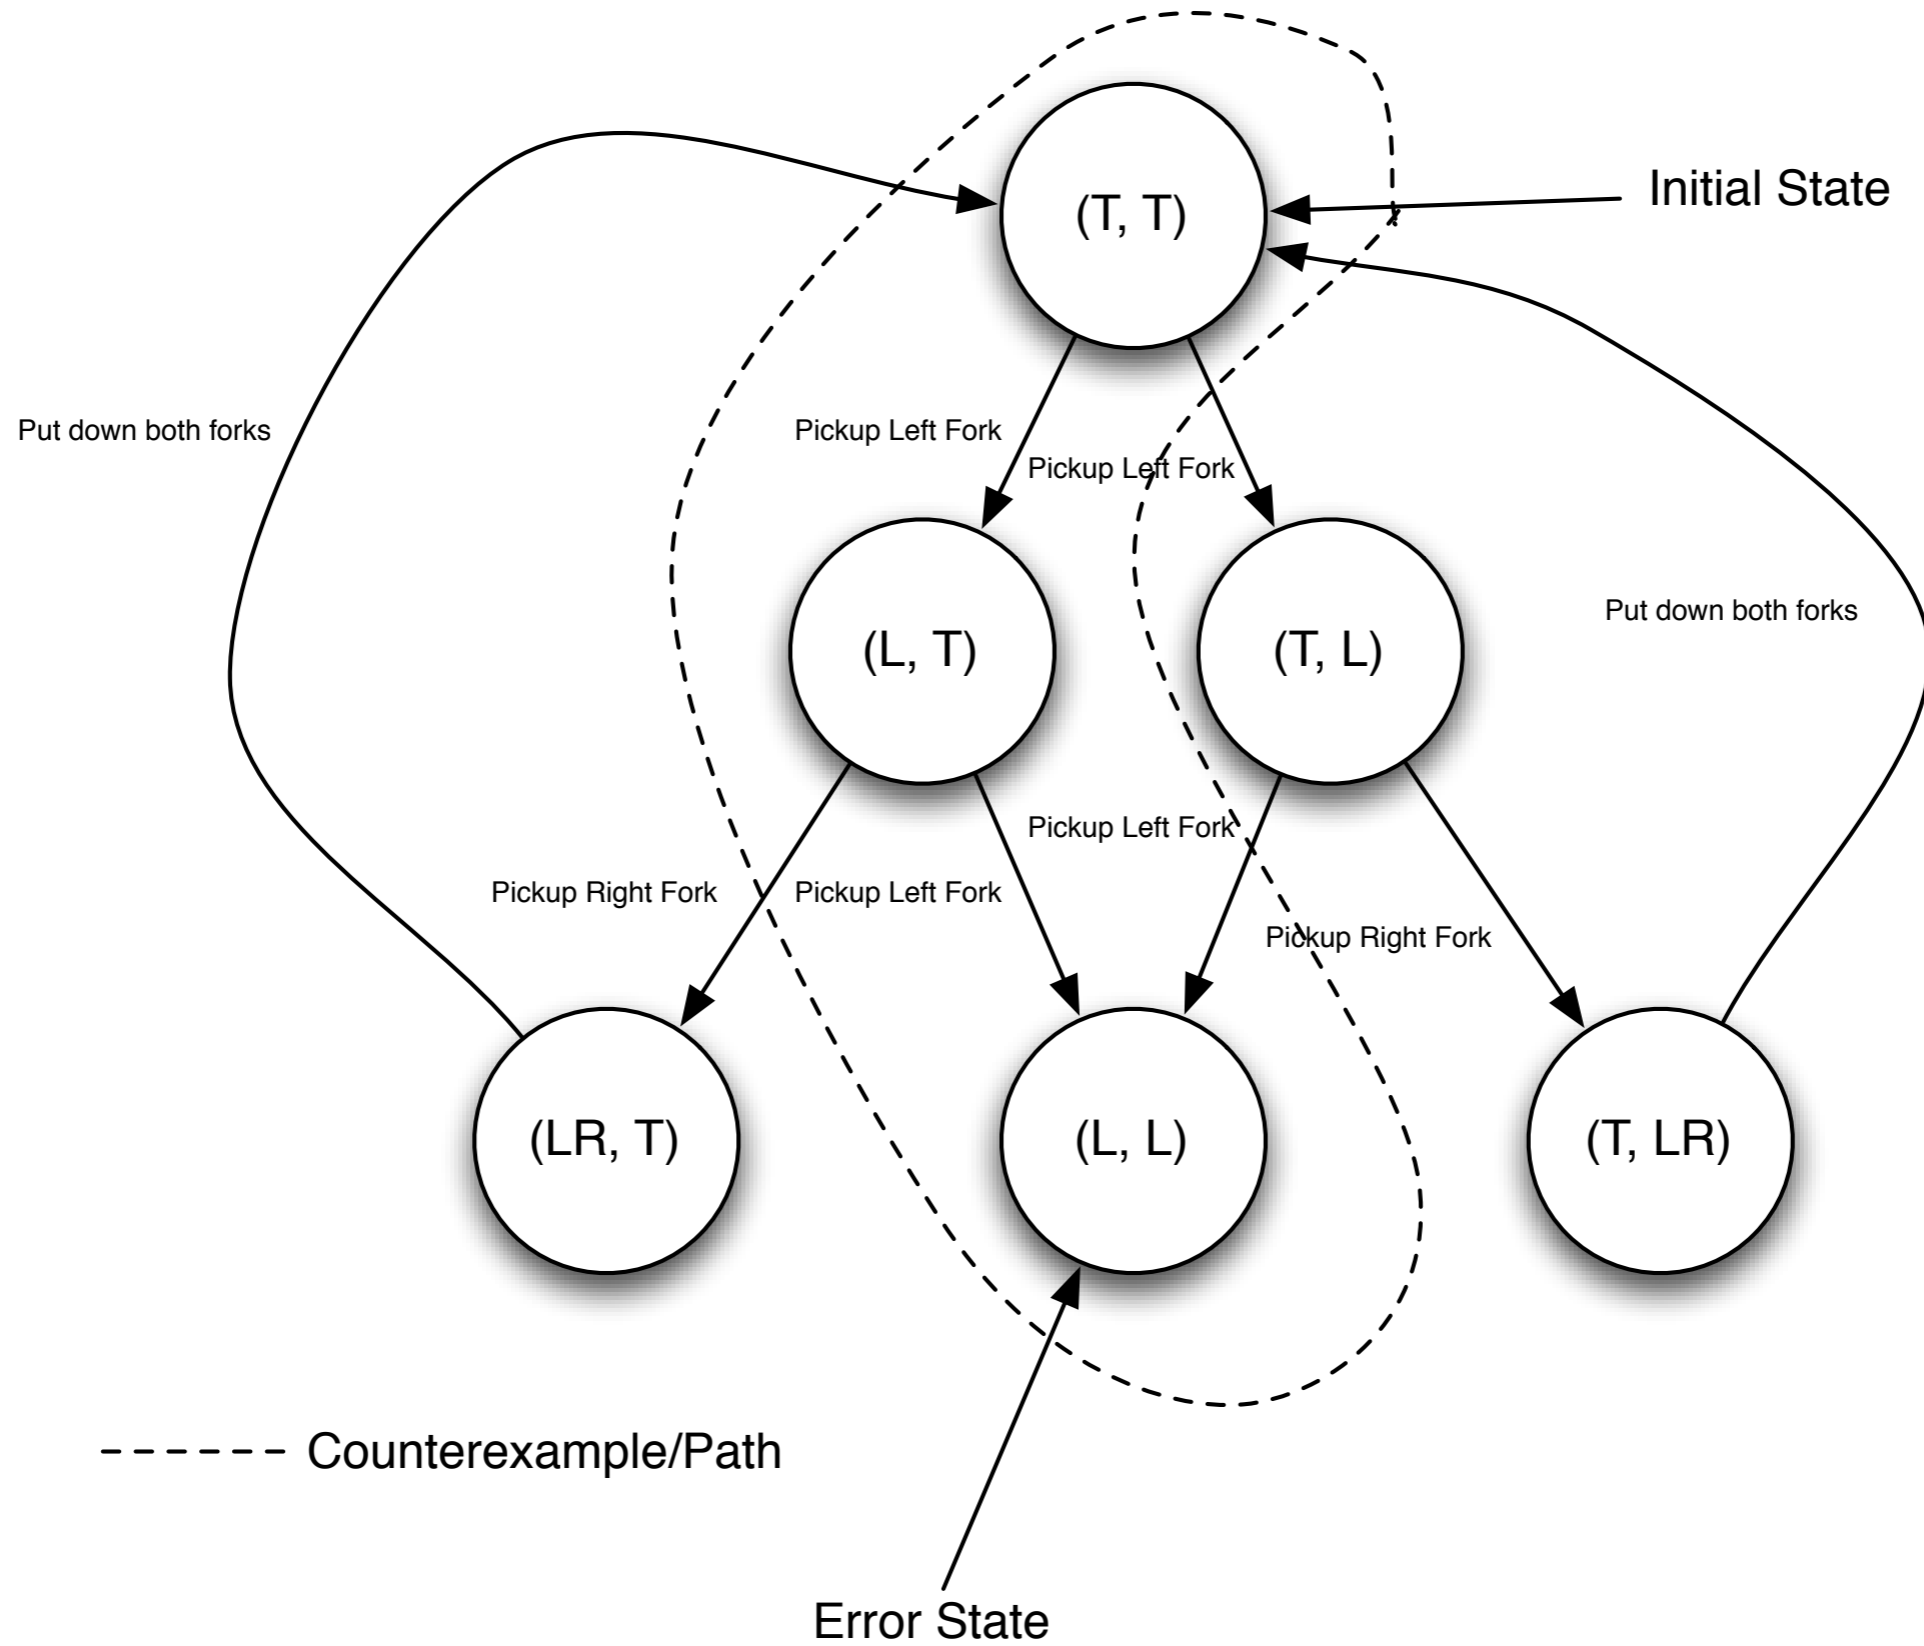 (T, T)
Initial State
Put down both forks
Pickup Left Fork
Pickup Left Fork
(L, T)
(T, L)
Put down both forks
Pickup Left Fork
Pickup Right Fork
Pickup Left Fork
Pickup Right Fork
(LR, T)
(L, L)
(T, LR)
Counterexample/Path
Error State